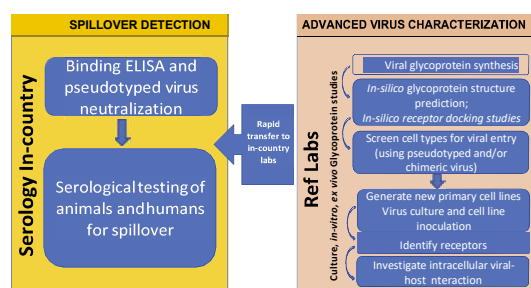 SPILLOVER DETECTION
Serology In-country
Binding ELISA and
pseudotyped virus
neutralization
Serological testing of
animals and humans
for spillover
Rapid
transfer to
in-country
labs
ADVANCED VIRUS CHARACTERIZATION
Ref Labs
Culture, in-vitro, ex vivo Glycoprotein studies
Viral glycoprotein synthesis
In-silico glycoprotein structure
prediction;
In-silico receptor docking studies
Screen cell types for viral entry
(using pseudotyped and/or
chimeric virus)
Generate new primary cell lines
Virus culture and cell line
inoculation
Identify receptors
Investigate intracellular viral-
host nteraction